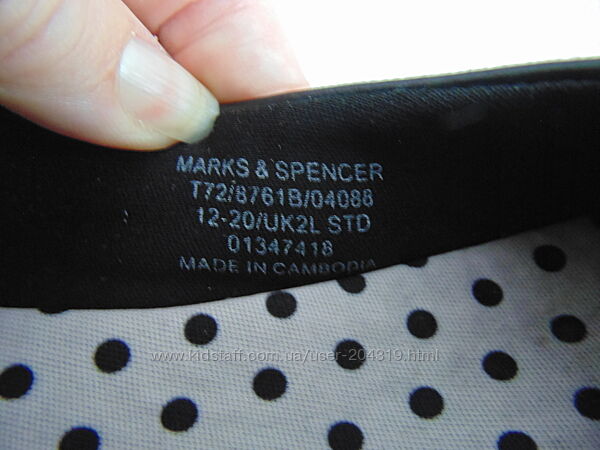 MARKS & SPENCER
T72/8761B/04088
12-20/UK2L STD
01347418
MADE IN CAMBODIA
www.kidstaff.com.ua/user-204319.html